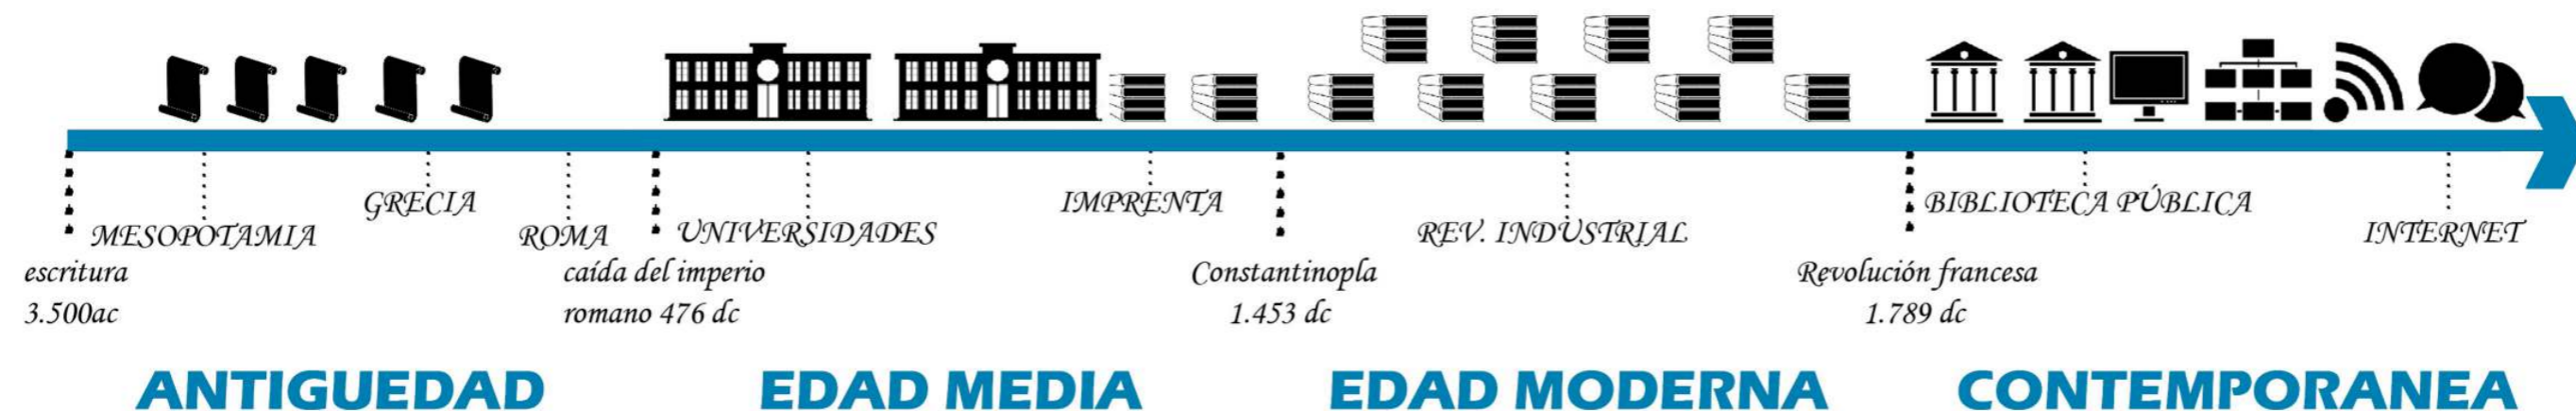 GRECIA
IMPRENTA
BIBLIOTECA PÚBLICA
MESOPOTAMIA
ROMA
UNIVERSIDADES
REV. INDUSTRIAL
INTERNET
escritura
3.500ac
caída del imperio
romano 476 dc
Constantinopla
1.453 dc
Revolución francesa
1.789 dc
ANTIGUEDAD
EDAD MEDIA
EDAD MODERNA
CONTEMPORANEA